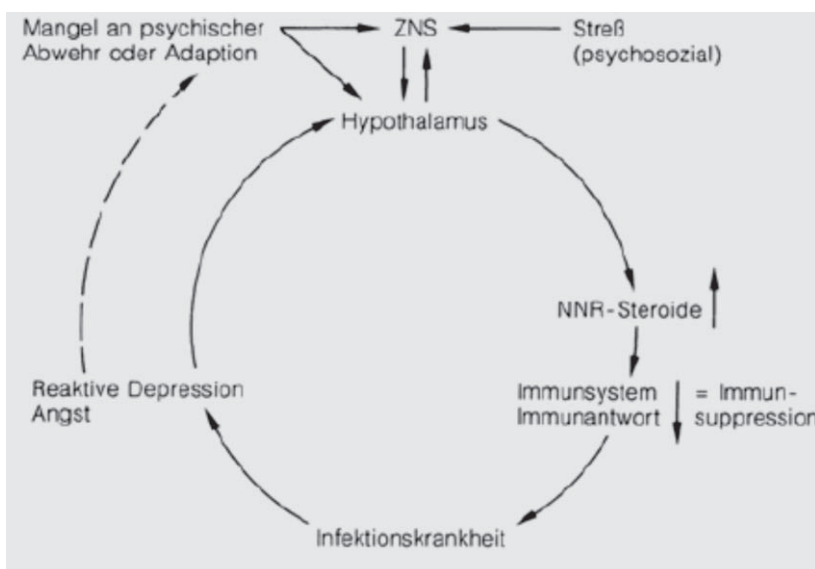 Mangel an psychischer
Abwehr oder Adaption
ZNS
Streß
(psychosozial)
Hypothalamus
NNR-Steroide
Immunsystem
Immunantwort
= Immun-
suppression
Reaktive Depression
Angst
Infektionskrankheit